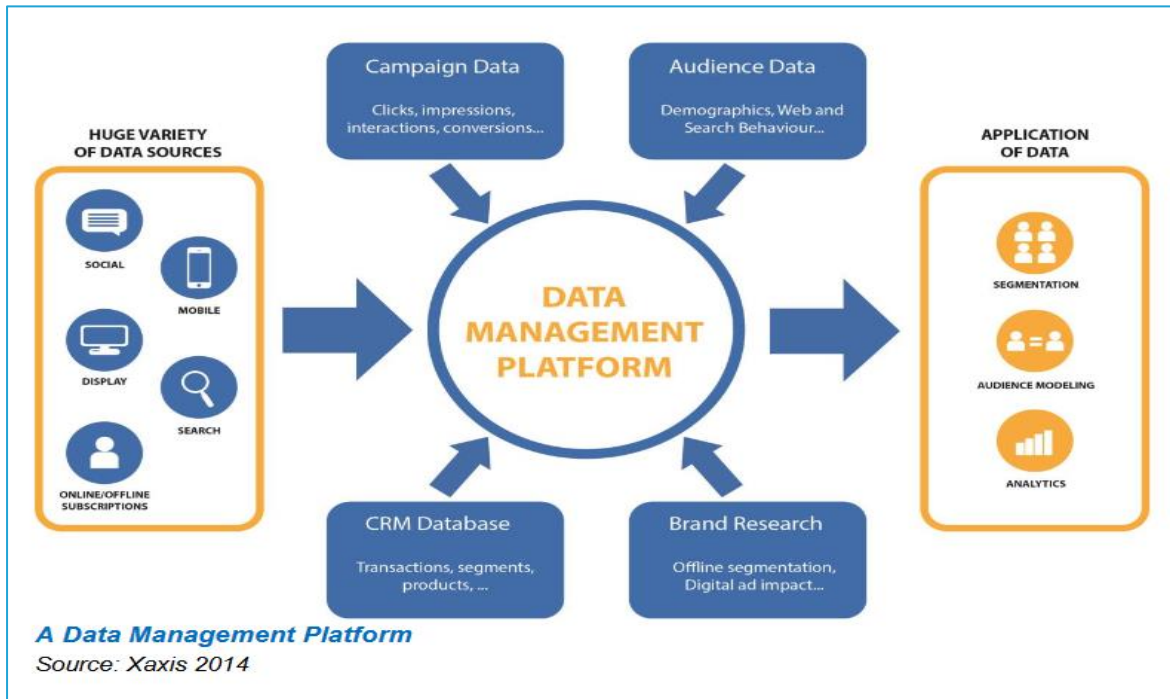 Campaign Data
Clicks, impressions,
interactions, conversions...
Audience Data
Demographics, Web and
Search Behaviour...
HUGE VARIETY
OF DATA SOURCES
SOCIAL
MOBILE
DISPLAY
SEARCH
ONLINE/OFFLINE
SUBSCRIPTIONS
DATA
MANAGEMENT
PLATFORM
APPLICATION
OF DATA
SEGMENTATION
AUDIENCE MODELING
ANALYTICS
CRM Database
Transactions, segments,
products, ...
Brand Research
Offline segmentation,
Digital ad impact...
A Data Management Platform
Source: Xaxis 2014